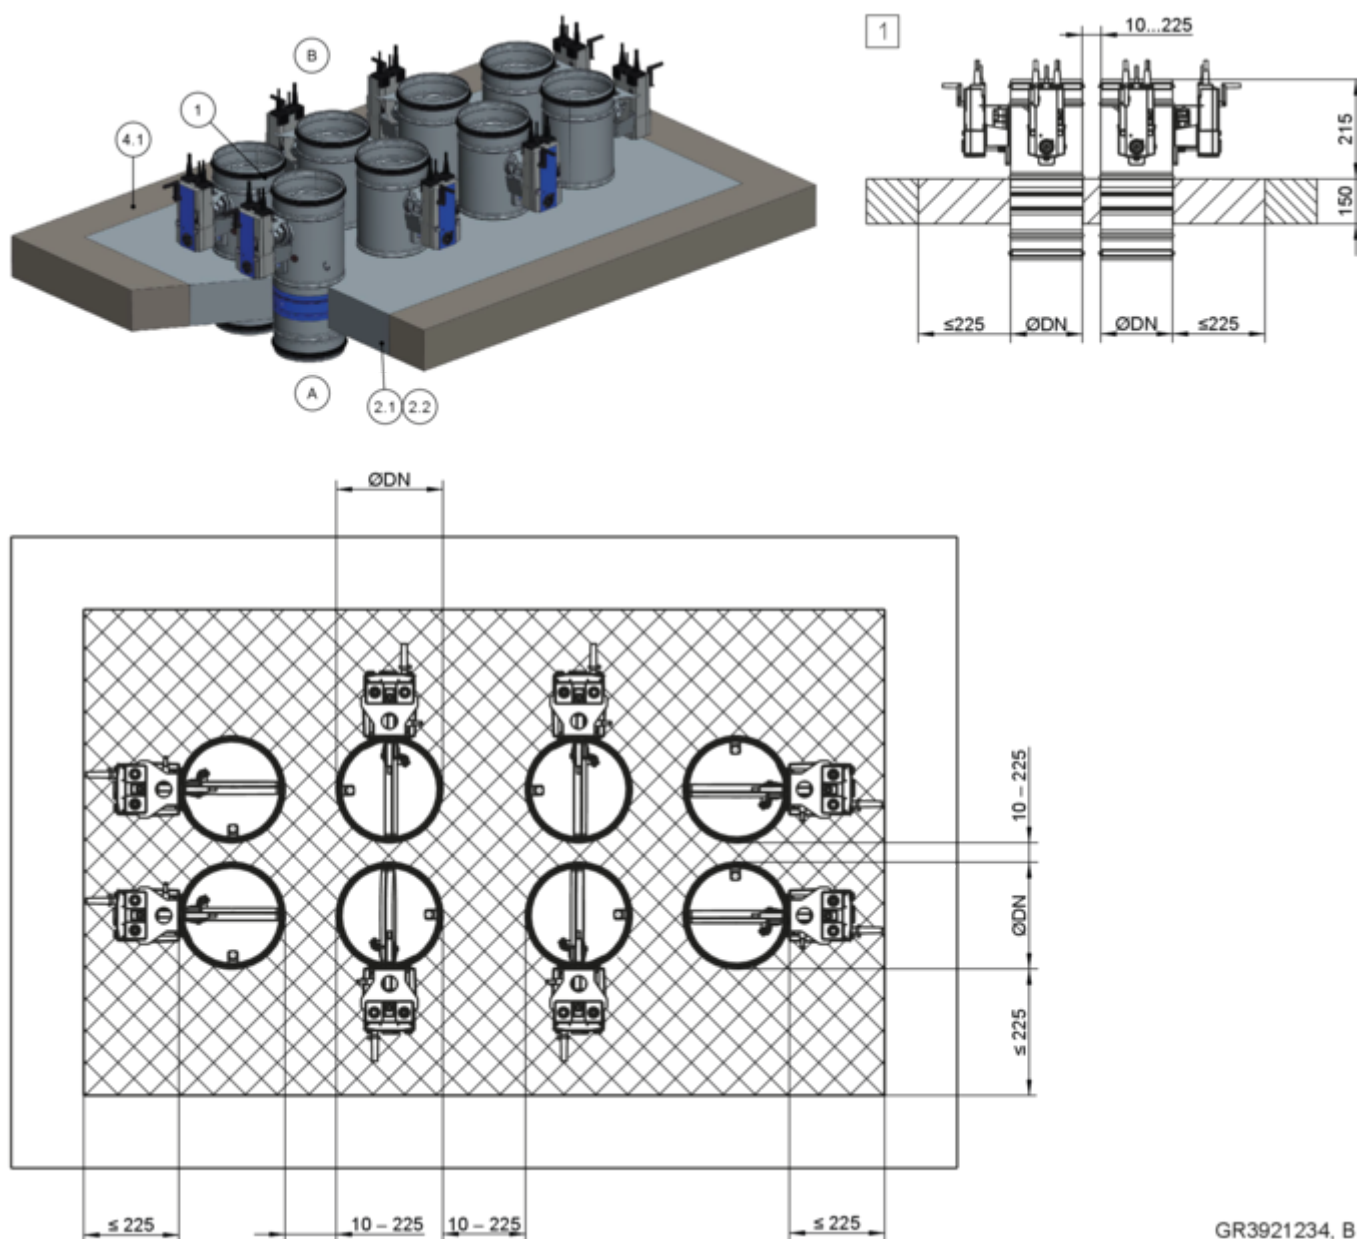 B
1
4.1
A
2.1 2.2
1
10...225
215
150
≤225 ØDN ØDN ≤225
ØDN
10 – 225
ØDN
≤ 225
≤ 225 10 – 225 10 – 225 ≤ 225
GR3921234, B